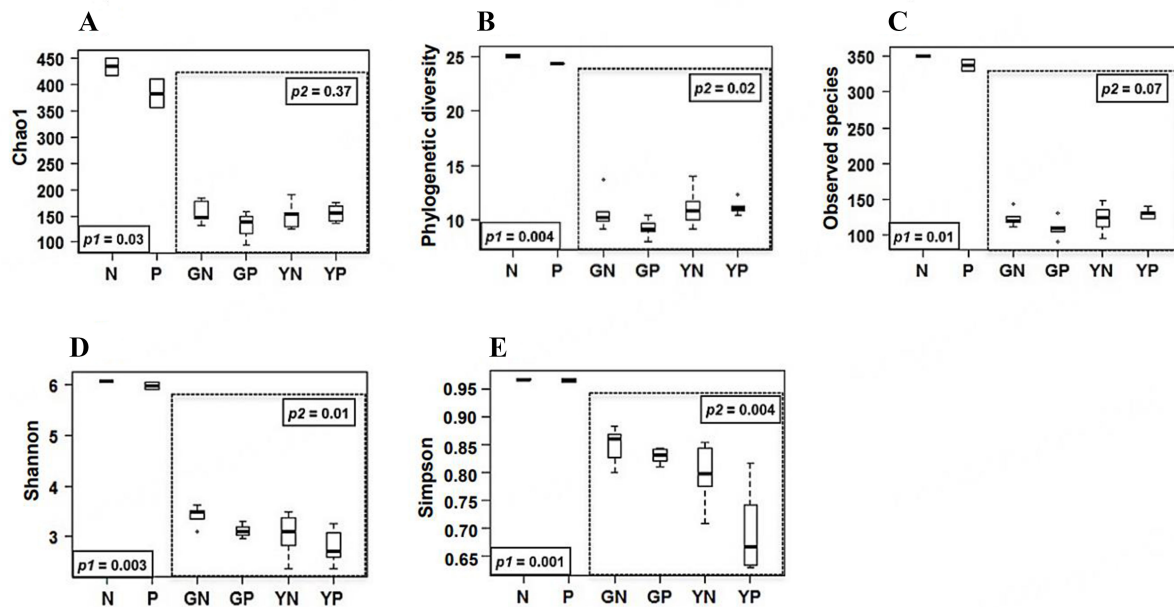 A
Chao1
450
400
350
300
250
200
150
100
p2 = 0.37
p1 = 0.03
N P GN GP YN YP
B
Phylogenetic diversity
25
20
15
10
p2 = 0.02
p1 = 0.004
N P GN GP YN YP
C
Observed species
350
300
250
200
150
100
p2 = 0.07
p1 = 0.01
N P GN GP YN YP
D
Shannon
6
5
4
3
p2 = 0.01
p1 = 0.003
N P GN GP YN YP
E
Simpson
0.95
0.90
0.85
0.80
0.75
0.70
0.65
p2 = 0.004
p1 = 0.001
N P GN GP YN YP